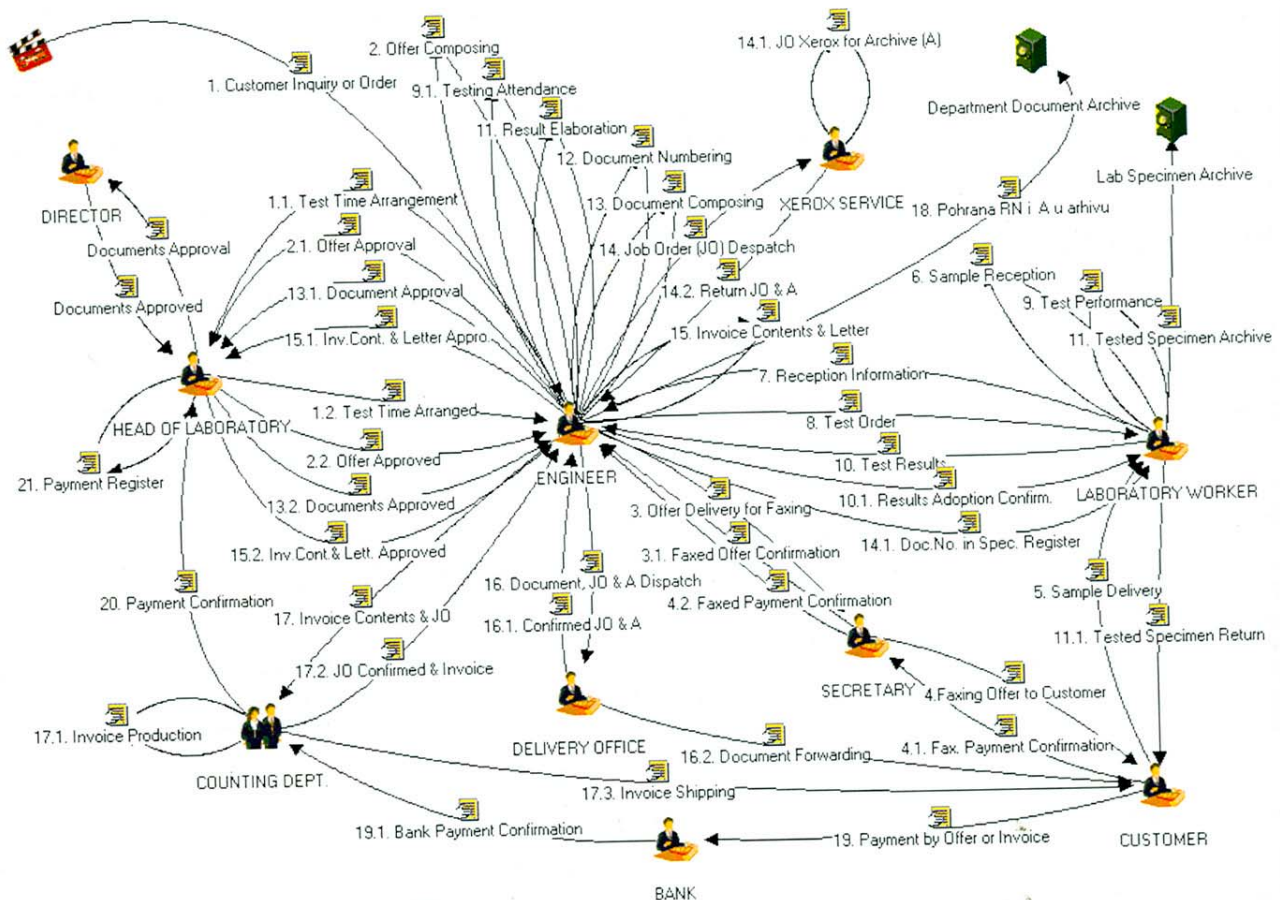 2. Offer Composing
14.1. JO Xerox for Archive (A)
1. Customer Inquiry or Order
9.1. Testing Attendance
Department Document Archive
11. Result Elaboration
12. Document Numbering
Lab Specimen Archive
1.1. Test Time Arrangement
13. Document Composing
XEROX SERVICE
18. Pohrana RN i A u arhivu
DIRECTOR
Documents Approval
2.1. Offer Approval
14. Job Order (JO) Despatch
6. Sample Reception
13.1. Document Approval
14.2. Return JO & A
9. Test Performance
Documents Approved
15.1. Inv.Cont. & Letter Appro.
15. Invoice Contents & Letter
11. Tested Specimen Archive
7. Reception Information
1.2. Test Time Arranged
8. Test Order
HEAD OF LABORATORY
2.2. Offer Approved
10. Test Results
21. Payment Register
ENGINEER
LABORATORY WORKER
13.2. Documents Approved
3. Offer Delivery for Faxing
10.1. Results Adoption Confirm.
15.2. Inv.Cont.& Lett. Approved
3.1. Faxed Offer Confirmation
14.1. Doc.No. in Spec. Register
16. Document, JO & A Dispatch
5. Sample Delivery
20. Payment Confirmation
17. Invoice Contents & JO
4.2. Faxed Payment Confirmation
16.1. Confirmed JO & A
11.1. Tested Specimen Return
17.2. JO Confirmed & Invoice
SECRETARY
4.Faxing Offer to Customer
17.1. Invoice Production
DELIVERY OFFICE
16.2. Document Forwarding
4.1. Fax. Payment Confirmation
COUNTING DEPT.
17.3. Invoice Shipping
19.1. Bank Payment Confirmation
19. Payment by Offer or Invoice
CUSTOMER
BANK